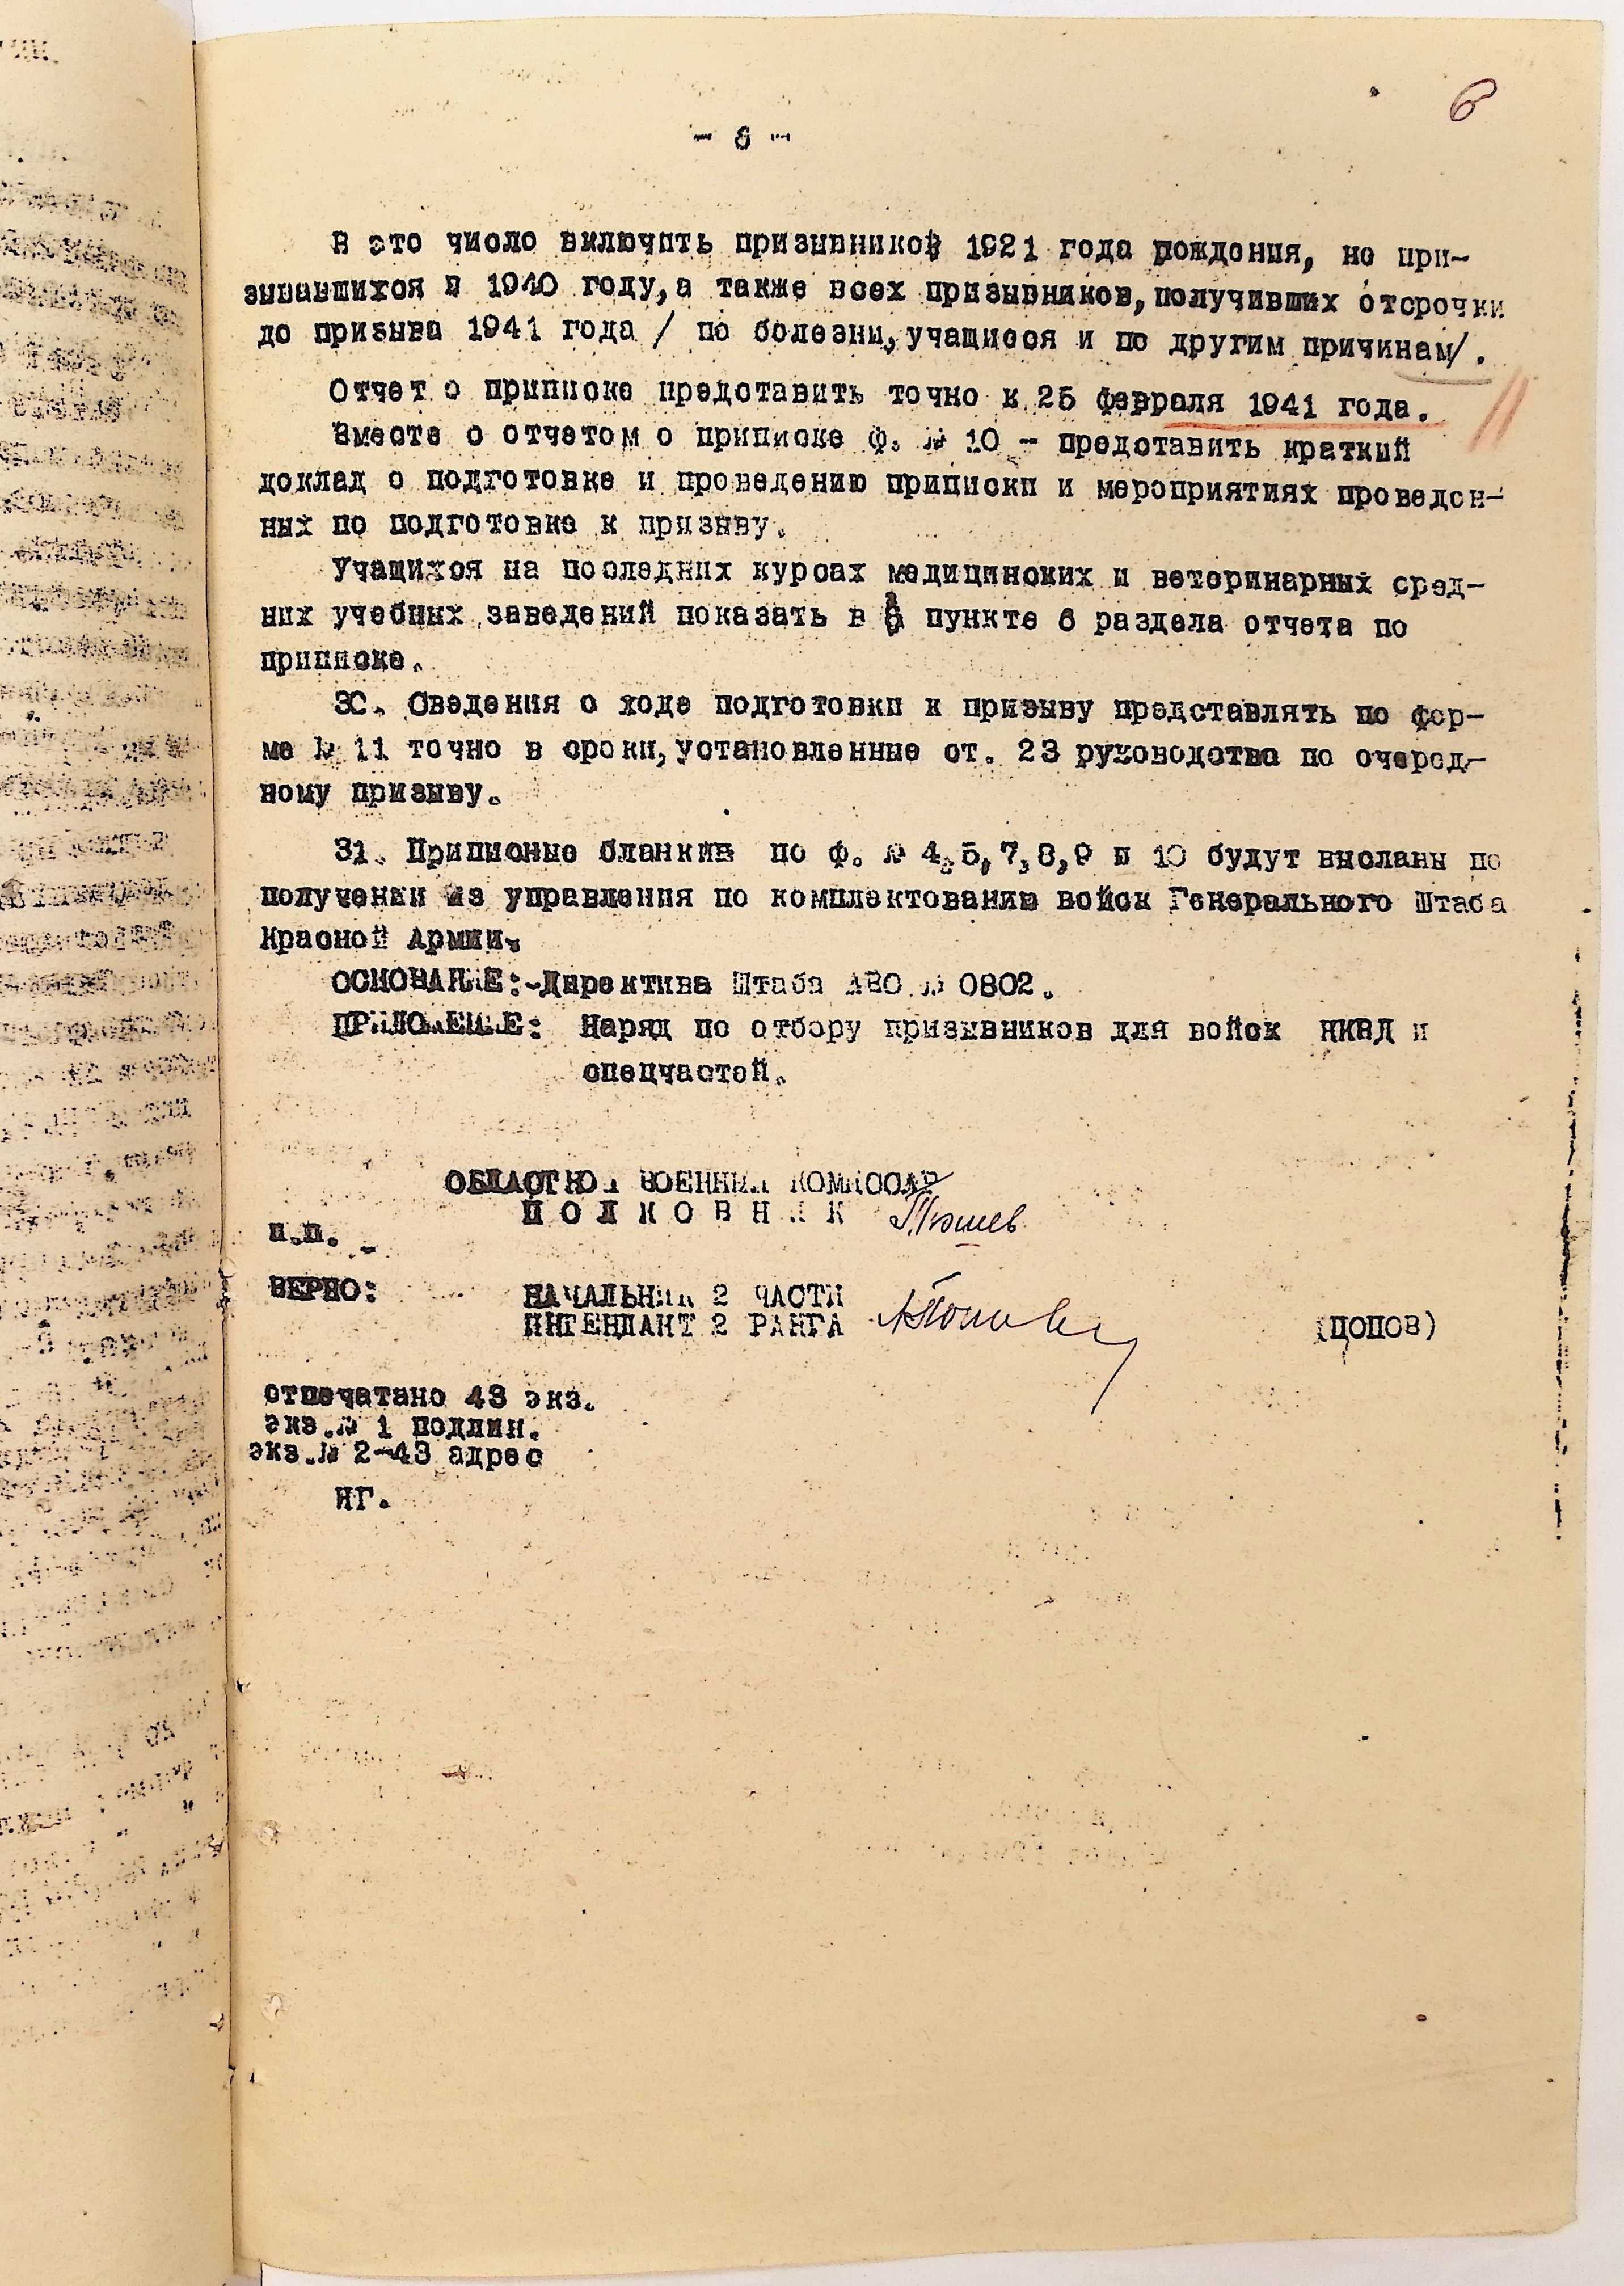 6
- 6 -
В это число включить призывников 1921 года рождения, не при-
зывавшихся в 1940 году, а также всех призывников, получивших отсрочки
до призыва 1941 года / по болезни, учащиеся и по другим причинам/.
Отчет о приписке представить точно к 25 февраля 1941 года.
Вместе с отчетом о приписке ф. № 10 - представить краткий
доклад о подготовке и проведению приписки и мероприятиях проведен-
ных по подготовке к призыву.
Учащихся на последних курсах медицинских и ветеринарных сред-
них учебных заведений показать в пункте 6 раздела отчета по
приписке.
30. Сведения о ходе подготовки к призыву представлять по фор-
ме № 11 точно в сроки, установленные ст. 23 руководства по очеред-
ному призыву.
31. Приписные бланки по ф. № 4,5,7,8,9 и 10 будут высланы по
получении из управления по комплектованию войск Генерального Штаба
Красной Армии.
ОСНОВАНИЕ:-Директива Штаба АВО № 0802.
ПРИЛОЖЕНИЕ: Наряд по отбору призывников для войск НКВД и
спецчастей.
ОБЛАСТНОЙ ВОЕННЫЙ КОМИССАР
ПОЛКОВНИК
п.п.
ВЕРНО: НАЧАЛЬНИК 2 ЧАСТИ
ИНТЕНДАНТ 2 РАНГА (ПОПОВ)
отпечатано 43 экз.
экз.№ 1 подлин.
экз.№ 2-43 адрес
НГ.